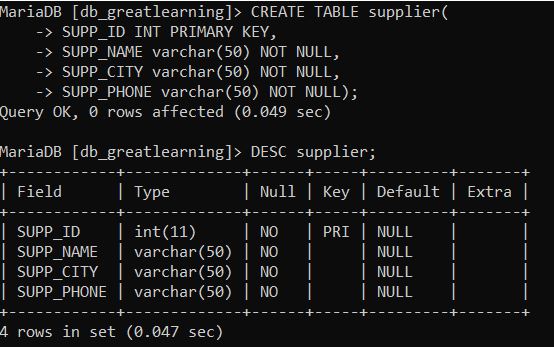 MariaDB [db_greatlearning]> CREATE TABLE supplier(
    -> SUPP_ID INT PRIMARY KEY,
    -> SUPP_NAME varchar(50) NOT NULL,
    -> SUPP_CITY varchar(50) NOT NULL,
    -> SUPP_PHONE varchar(50) NOT NULL);
Query OK, 0 rows affected (0.049 sec)

MariaDB [db_greatlearning]> DESC supplier;
+------------+-------------+------+-----+---------+-------+
| Field      | Type        | Null | Key | Default | Extra |
+------------+-------------+------+-----+---------+-------+
| SUPP_ID    | int(11)     | NO   | PRI | NULL    |       |
| SUPP_NAME  | varchar(50) | NO   |     | NULL    |       |
| SUPP_CITY  | varchar(50) | NO   |     | NULL    |       |
| SUPP_PHONE | varchar(50) | NO   |     | NULL    |       |
+------------+-------------+------+-----+---------+-------+
4 rows in set (0.047 sec)